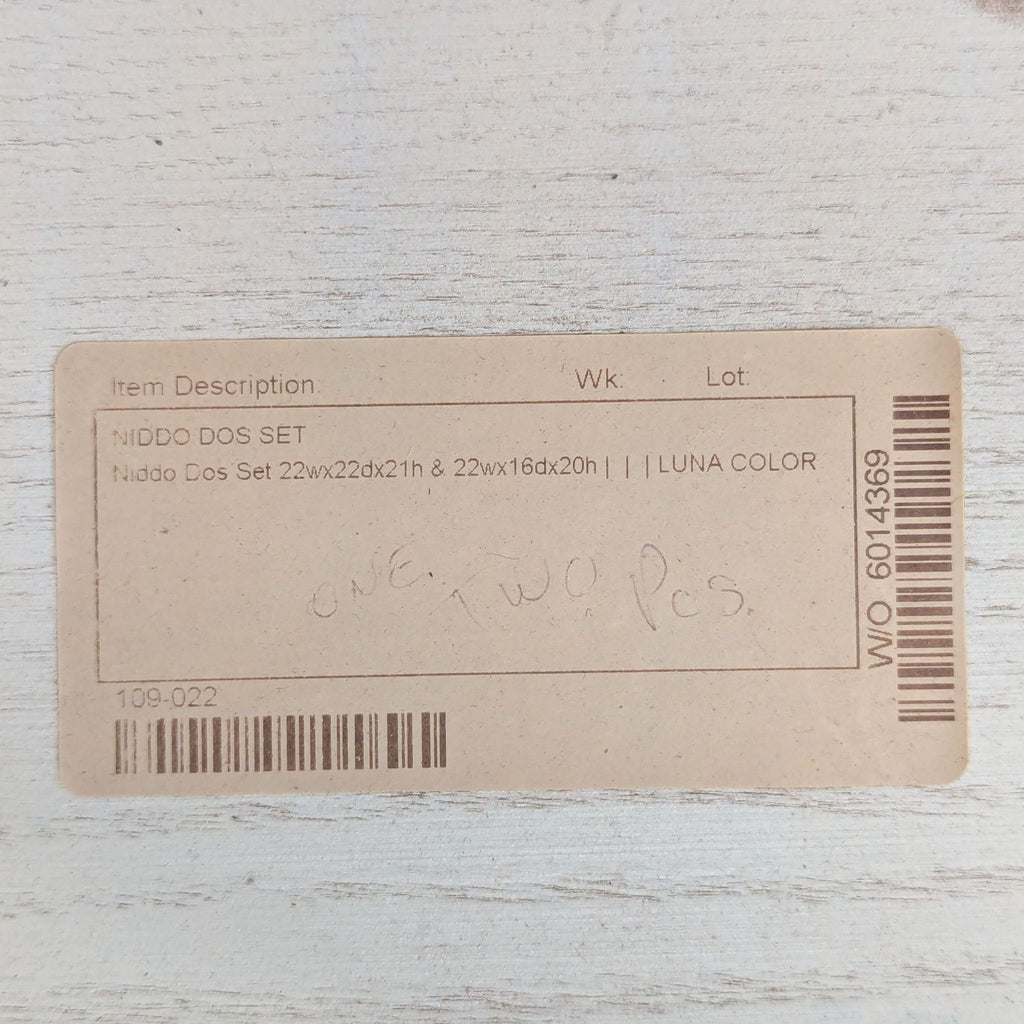 Item Description: Wk: Lot:
NIDDO DOS SET
Niddo Dos Set 22wx22dx21h & 22wx16dx20h | | | LUNA COLOR
ONE. TWO Pcs.
109-022
W/O 6014369